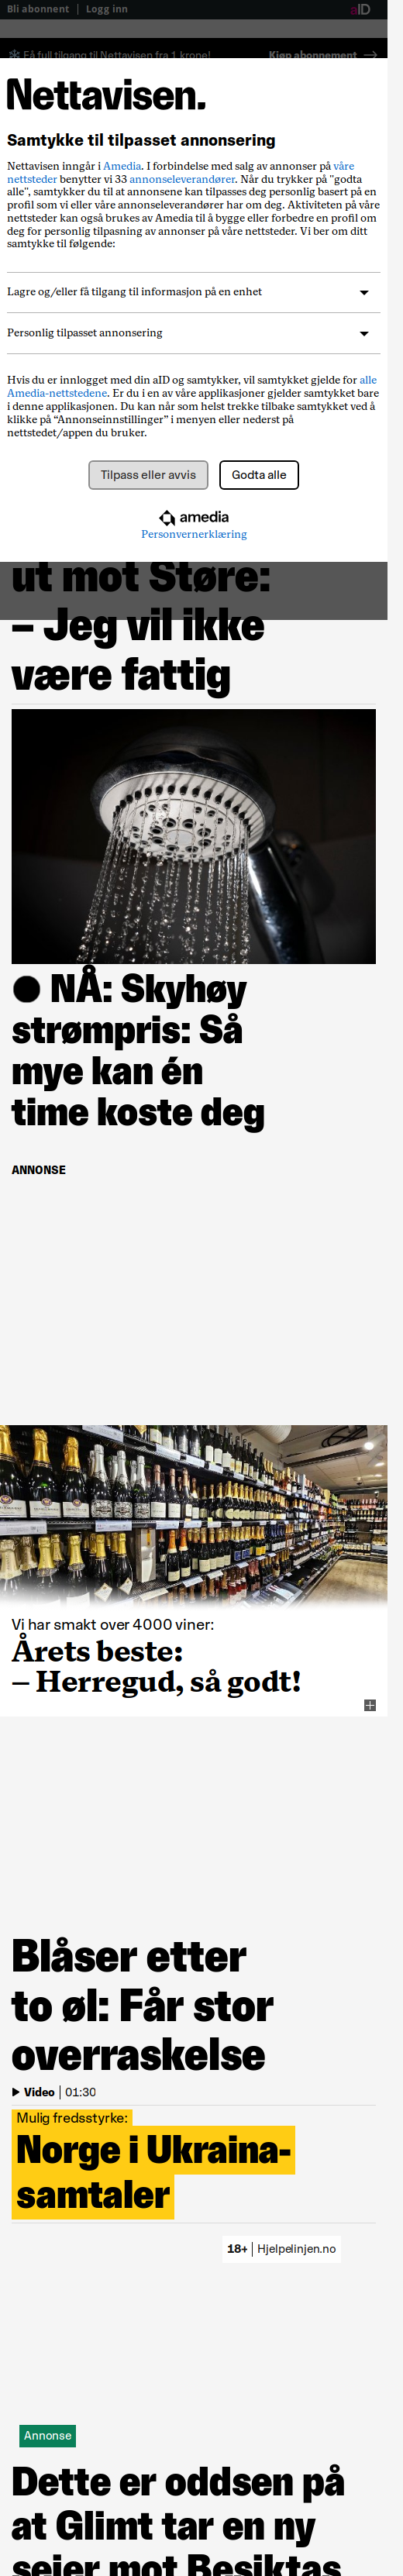 Bli abonnent | Logg inn aID
Få full tilgang til Nettavisen fra 1 krone! Kjøp abonnement
Nettavisen.
Samtykke til tilpasset annonsering
Nettavisen inngår i Amedia. I forbindelse med salg av annonser på våre
nettsteder benytter vi 33 annonseleverandører. Når du trykker på "godta
alle", samtykker du til at annonsene kan tilpasses deg personlig basert på en
profil som vi eller våre annonseleverandører har om deg. Aktiviteten på våre
nettsteder kan også brukes av Amedia til å bygge eller forbedre en profil om
deg for personlig tilpasning av annonser på våre nettsteder. Vi ber om ditt
samtykke til følgende:
Lagre og/eller få tilgang til informasjon på en enhet
Personlig tilpasset annonsering
Hvis du er innlogget med din aID og samtykker, vil samtykket gjelde for alle
Amedia-nettstedene. Er du i en av våre applikasjoner gjelder samtykket bare
i denne applikasjonen. Du kan når som helst trekke tilbake samtykket ved å
klikke på “Annonseinnstillinger” i menyen eller nederst på
nettstedet/appen du bruker.
Tilpass eller avvis Godta alle
amedia
Personvernerklæring
ut mot Støre:
– Jeg vil ikke
være fattig
NÅ: Skyhøy
strømpris: Så
mye kan én
time koste deg
ANNONSE
Vi har smakt over 4000 viner:
Årets beste:
– Herregud, så godt!
Blåser etter
to øl: Får stor
overraskelse
Video | 01:30
Mulig fredsstyrke:
Norge i Ukraina-
samtaler
18+ | Hjelpelinjen.no
Annonse
Dette er oddsen på
at Glimt tar en ny
seier mot Besiktas